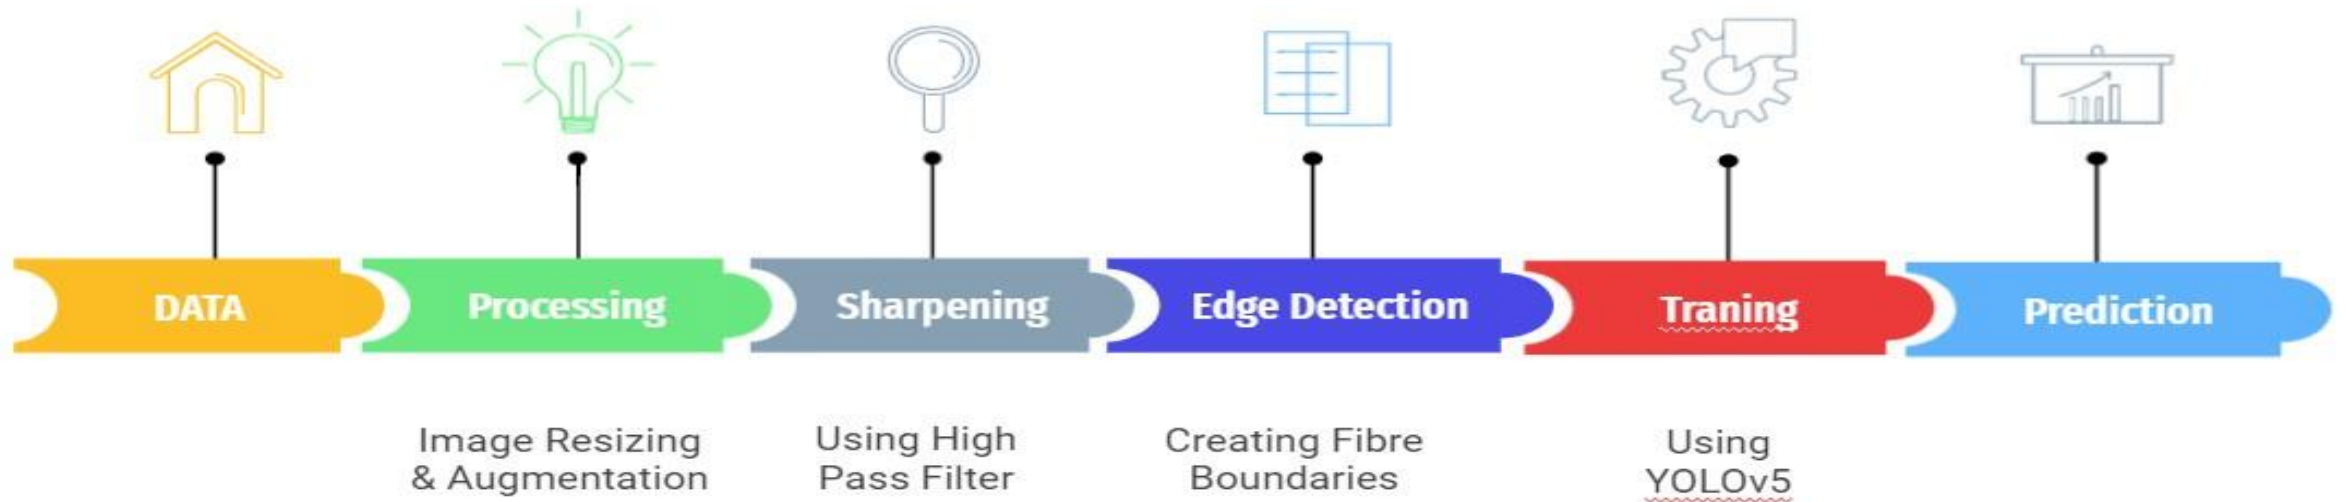 DATA
Processing
Sharpening
Edge Detection
Traning
Prediction
Image Resizing
& Augmentation
Using High
Pass Filter
Creating Fibre
Boundaries
Using
YOLOv5